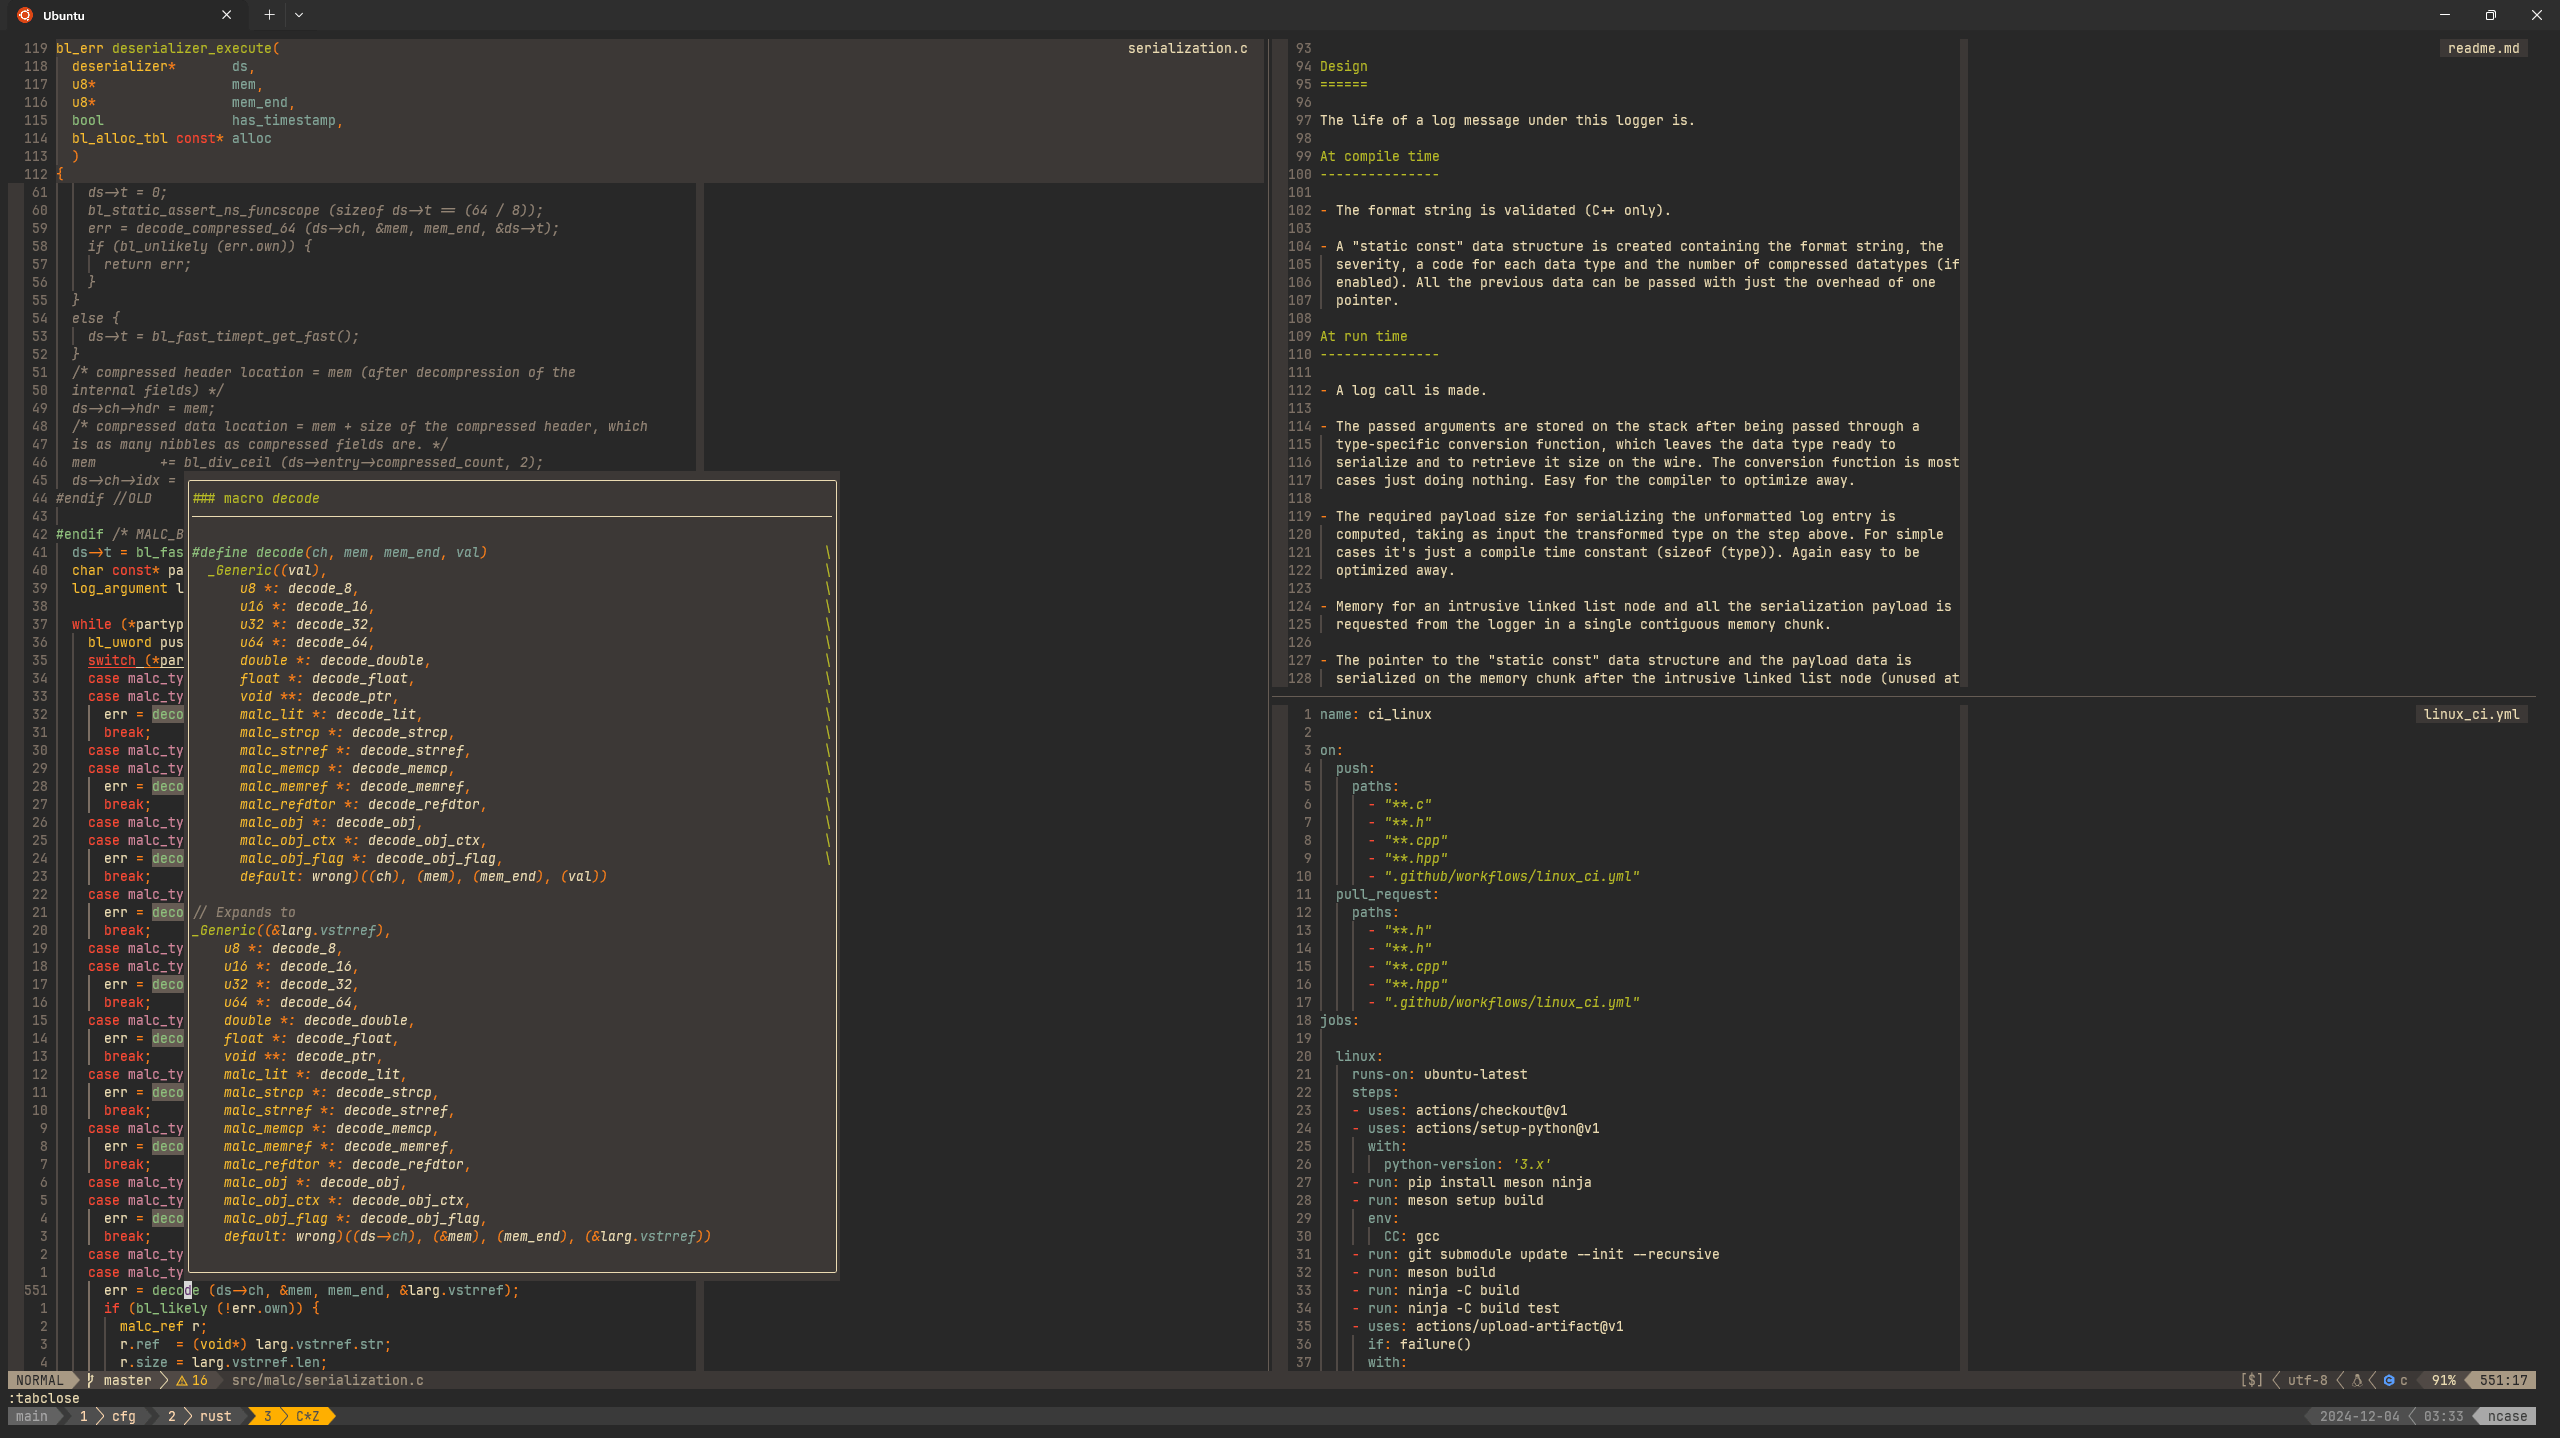 Ubuntu
119 bl_err deserializer_execute(
serialization.c
118 deserializer* ds,
117 u8* mem,
116 u8* mem_end,
115 bool has_timestamp,
114 bl_alloc_tbl const* alloc
113 )
112 {
61 ds->t = 0;
60 bl_static_assert_ns_funcscope (sizeof ds->t == (64 / 8));
59 err = decode_compressed_64 (ds->ch, &mem, mem_end, &ds->t);
58 if (bl_unlikely (err.own)) {
57 return err;
56 }
55 }
54 else {
53 ds->t = bl_fast_timept_get_fast();
52 }
51 /* compressed header location = mem (after decompression of the
50 internal fields) */
49 ds->ch->hdr = mem;
48 /* compressed data location = mem + size of the compressed header, which
47 is as many nibbles as compressed fields are. */
46 mem += bl_div_ceil (ds->entry->compressed_count, 2);
45 ds->ch->idx =
44 #endif //OLD
43
42 #endif /* MALC_B
41 ds->t = bl_fas
40 char const* pa
39 log_argument l
38
37 while (*partyp
36 bl_uword pus
35 switch (*par
34 case malc_ty
33 case malc_ty
32 err = deco
31 break;
30 case malc_ty
29 case malc_ty
28 err = deco
27 break;
26 case malc_ty
25 case malc_ty
24 err = deco
23 break;
22 case malc_ty
21 err = deco
20 break;
19 case malc_ty
18 case malc_ty
17 err = deco
16 break;
15 case malc_ty
14 err = deco
13 break;
12 case malc_ty
11 err = deco
10 break;
9 case malc_ty
8 err = deco
7 break;
6 case malc_ty
5 case malc_ty
4 err = deco
3 break;
2 case malc_ty
1 case malc_ty
551 err = decode (ds->ch, &mem, mem_end, &larg.vstrref);
1 if (bl_likely (!err.own)) {
2 malc_ref r;
3 r.ref = (void*) larg.vstrref.str;
4 r.size = larg.vstrref.len;
### macro decode
#define decode(ch, mem, mem_end, val) \
_Generic((val), \
u8 *: decode_8, \
u16 *: decode_16, \
u32 *: decode_32, \
u64 *: decode_64, \
double *: decode_double, \
float *: decode_float, \
void **: decode_ptr, \
malc_lit *: decode_lit, \
malc_strcp *: decode_strcp, \
malc_strref *: decode_strref, \
malc_memcp *: decode_memcp, \
malc_memref *: decode_memref, \
malc_refdtor *: decode_refdtor, \
malc_obj *: decode_obj, \
malc_obj_ctx *: decode_obj_ctx, \
malc_obj_flag *: decode_obj_flag, \
default: wrong)((ch), (mem), (mem_end), (val))
// Expands to
_Generic((&larg.vstrref),
u8 *: decode_8,
u16 *: decode_16,
u32 *: decode_32,
u64 *: decode_64,
double *: decode_double,
float *: decode_float,
void **: decode_ptr,
malc_lit *: decode_lit,
malc_strcp *: decode_strcp,
malc_strref *: decode_strref,
malc_memcp *: decode_memcp,
malc_memref *: decode_memref,
malc_refdtor *: decode_refdtor,
malc_obj *: decode_obj,
malc_obj_ctx *: decode_obj_ctx,
malc_obj_flag *: decode_obj_flag,
default: wrong)((ds->ch), (&mem), (mem_end), (&larg.vstrref))
93
readme.md
94 Design
95 ======
96
97 The life of a log message under this logger is.
98
99 At compile time
100 ---------------
101
102 - The format string is validated (C++ only).
103
104 - A "static const" data structure is created containing the format string, the
105 severity, a code for each data type and the number of compressed datatypes (if
106 enabled). All the previous data can be passed with just the overhead of one
107 pointer.
108
109 At run time
110 ---------------
111
112 - A log call is made.
113
114 - The passed arguments are stored on the stack after being passed through a
115 type-specific conversion function, which leaves the data type ready to
116 serialize and to retrieve it size on the wire. The conversion function is most
117 cases just doing nothing. Easy for the compiler to optimize away.
118
119 - The required payload size for serializing the unformatted log entry is
120 computed, taking as input the transformed type on the step above. For simple
121 cases it's just a compile time constant (sizeof (type)). Again easy to be
122 optimized away.
123
124 - Memory for an intrusive linked list node and all the serialization payload is
125 requested from the logger in a single contiguous memory chunk.
126
127 - The pointer to the "static const" data structure and the payload data is
128 serialized on the memory chunk after the intrusive linked list node (unused at
1 name: ci_linux
linux_ci.yml
2
3 on:
4 push:
5 paths:
6 - "**.c"
7 - "**.h"
8 - "**.cpp"
9 - "**.hpp"
10 - ".github/workflows/linux_ci.yml"
11 pull_request:
12 paths:
13 - "**.h"
14 - "**.h"
15 - "**.cpp"
16 - "**.hpp"
17 - ".github/workflows/linux_ci.yml"
18 jobs:
19
20 linux:
21 runs-on: ubuntu-latest
22 steps:
23 - uses: actions/checkout@v1
24 - uses: actions/setup-python@v1
25 with:
26 python-version: '3.x'
27 - run: pip install meson ninja
28 - run: meson setup build
29 env:
30 CC: gcc
31 - run: git submodule update --init --recursive
32 - run: meson build
33 - run: ninja -C build
34 - run: ninja -C build test
35 - uses: actions/upload-artifact@v1
36 if: failure()
37 with:
NORMAL master 16 src/malc/serialization.c [$] utf-8 c 91% 551:17
:tabclose
main 1 cfg 2 rust 3 C*Z 2024-12-04 03:33 ncase